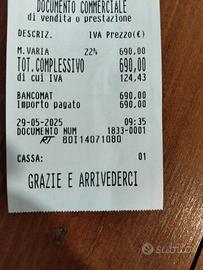 DOCUMENTO COMMERCIALE
di vendita o prestazione
DESCRIZ. IVA Prezzo(€)
M.VARIA 22% 690,00
TOT.COMPLESSIVO 690,00
di cui IVA 124,43
BANCOMAT 690,00
Importo pagato 690,00
29-05-2025 09:35
DOCUMENTO NUM 1833-0001
RT 80I14071080
CASSA: 01
GRAZIE E ARRIVEDERCI
subito